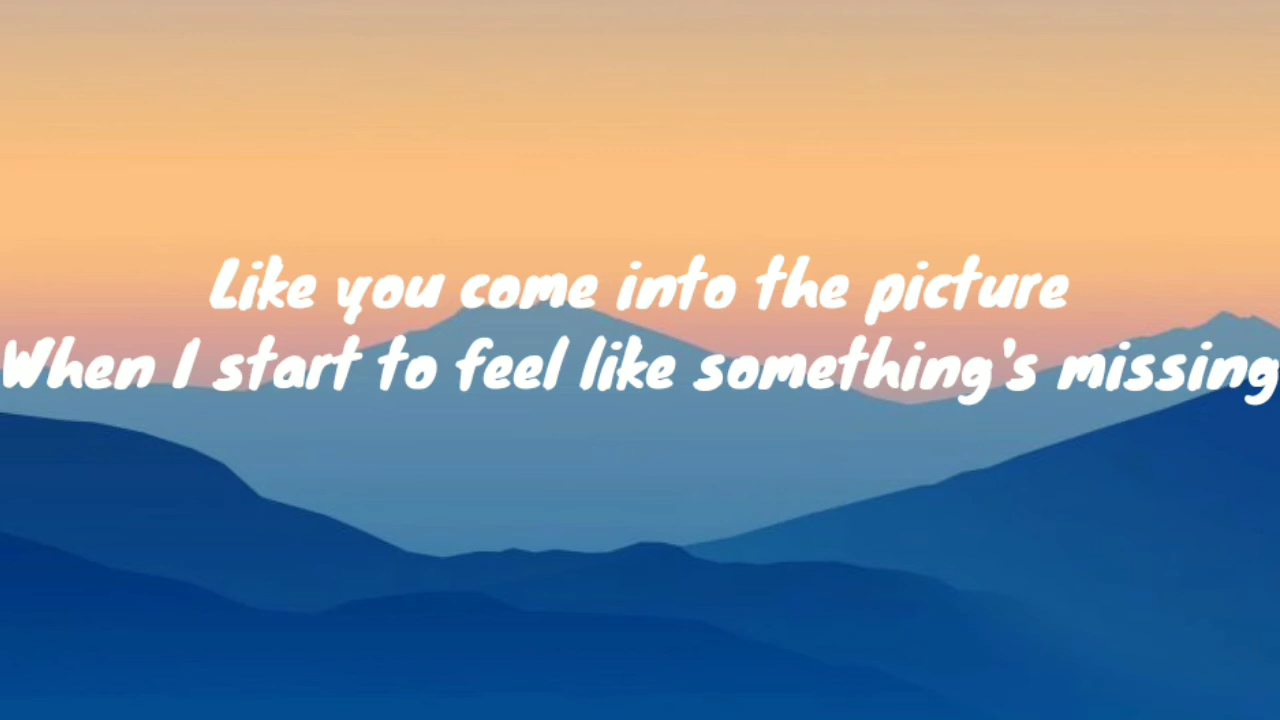 Like you come into the picture
When I start to feel like something's missing